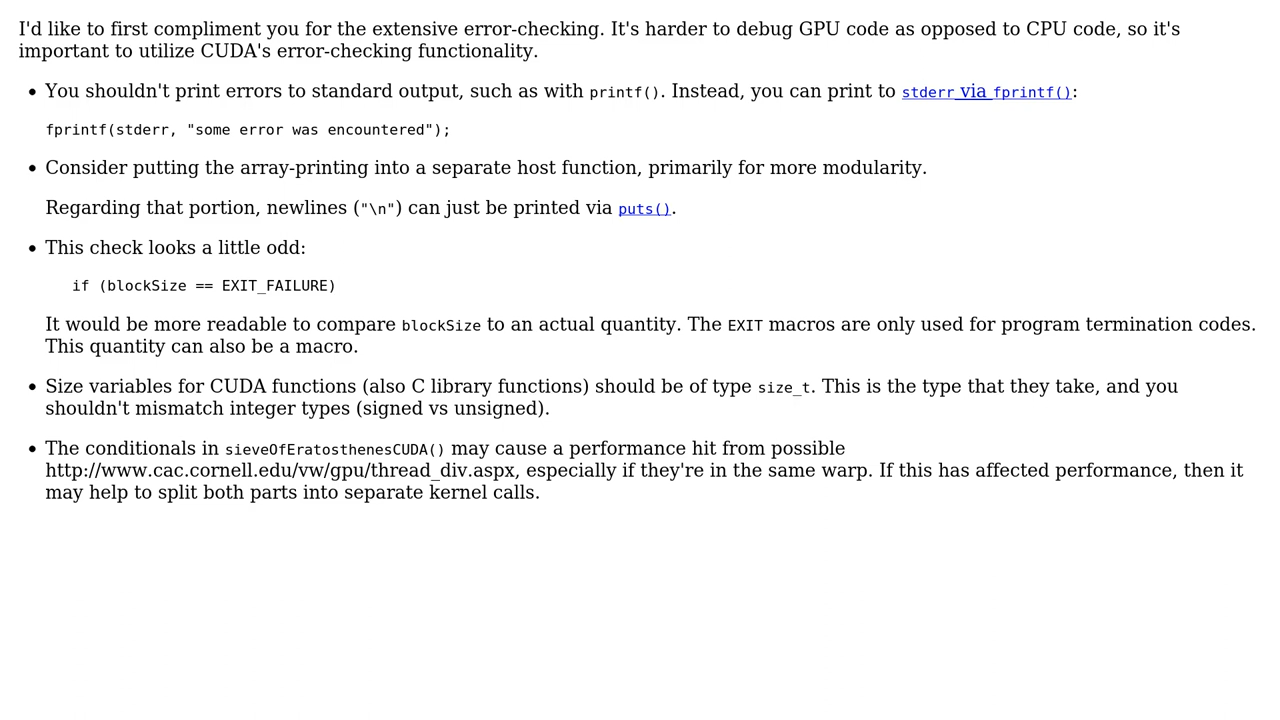 I'd like to first compliment you for the extensive error-checking. It's harder to debug GPU code as opposed to CPU code, so it's
important to utilize CUDA's error-checking functionality.
• You shouldn't print errors to standard output, such as with printf(). Instead, you can print to stderr via fprintf():
fprintf(stderr, "some error was encountered");
• Consider putting the array-printing into a separate host function, primarily for more modularity.
Regarding that portion, newlines ("\n") can just be printed via puts().
• This check looks a little odd:
if (blockSize == EXIT_FAILURE)
It would be more readable to compare blockSize to an actual quantity. The EXIT macros are only used for program termination codes.
This quantity can also be a macro.
• Size variables for CUDA functions (also C library functions) should be of type size_t. This is the type that they take, and you
shouldn't mismatch integer types (signed vs unsigned).
• The conditionals in sieveOfEratosthenesCUDA() may cause a performance hit from possible
http://www.cac.cornell.edu/vw/gpu/thread_div.aspx, especially if they're in the same warp. If this has affected performance, then it
may help to split both parts into separate kernel calls.